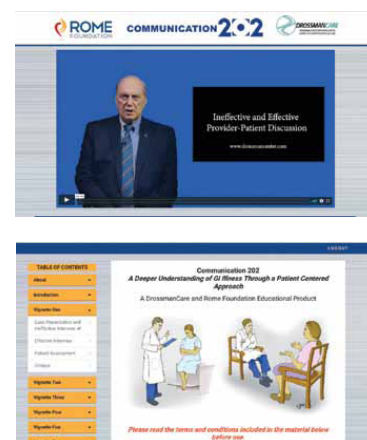 ROME
FOUNDATION
COMMUNICATION 202
DROSSMANCARE
Ineffective and Effective
Provider-Patient Discussion
www.drossmancenter.com
LOGOUT
TABLE OF CONTENTS
About
Introduction
Vignette One
Case Presentation and
Ineffective Interview
Effective Interview
Patient Assessment
Critique
Vignette Two
Vignette Three
Vignette Four
Vignette Five
Communication 202
A Deeper Understanding of GI Illness Through a Patient Centered
Approach
A DrossmanCare and Rome Foundation Educational Product
Please read the terms and conditions included in the material below
before use